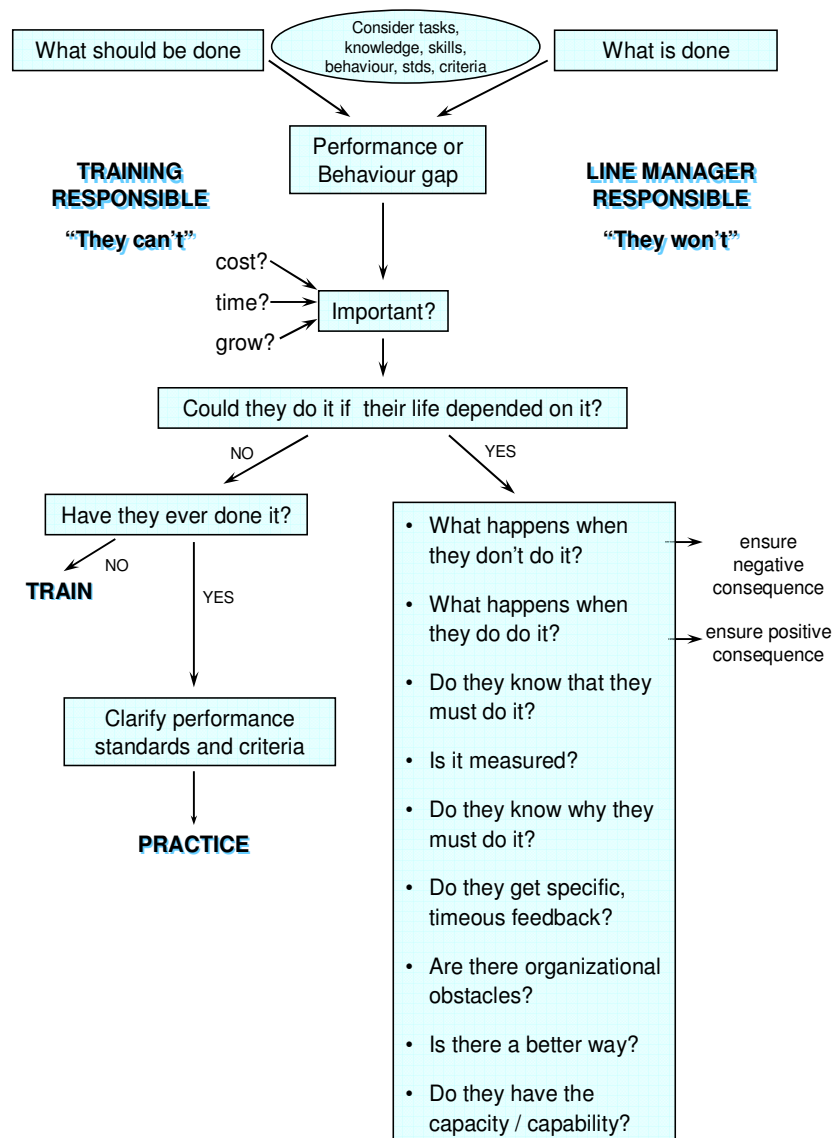 Consider tasks,
knowledge, skills,
behaviour, stds, criteria
What should be done
What is done
Performance or
Behaviour gap
TRAINING
RESPONSIBLE
“They can’t”
LINE MANAGER
RESPONSIBLE
“They won’t”
cost?
time?
grow?
Important?
Could they do it if their life depended on it?
NO
YES
Have they ever done it?
NO
TRAIN
YES
Clarify performance
standards and criteria
PRACTICE
• What happens when
they don’t do it?
ensure
negative
consequence
• What happens when
they do do it?
ensure positive
consequence
• Do they know that they
must do it?
• Is it measured?
• Do they know why they
must do it?
• Do they get specific,
timeous feedback?
• Are there organizational
obstacles?
• Is there a better way?
• Do they have the
capacity / capability?